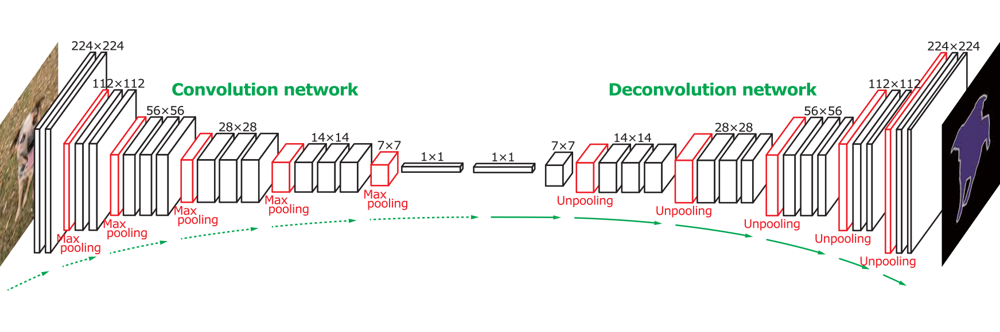 224×224
112×112
Convolution network
56×56
28×28
14×14
7×7
1×1
1×1
7×7
14×14
28×28
Deconvolution network
56×56
112×112
224×224
Max
pooling
Max
pooling
Max
pooling
Max
pooling
Max
pooling
Unpooling
Unpooling
Unpooling
Unpooling
Unpooling